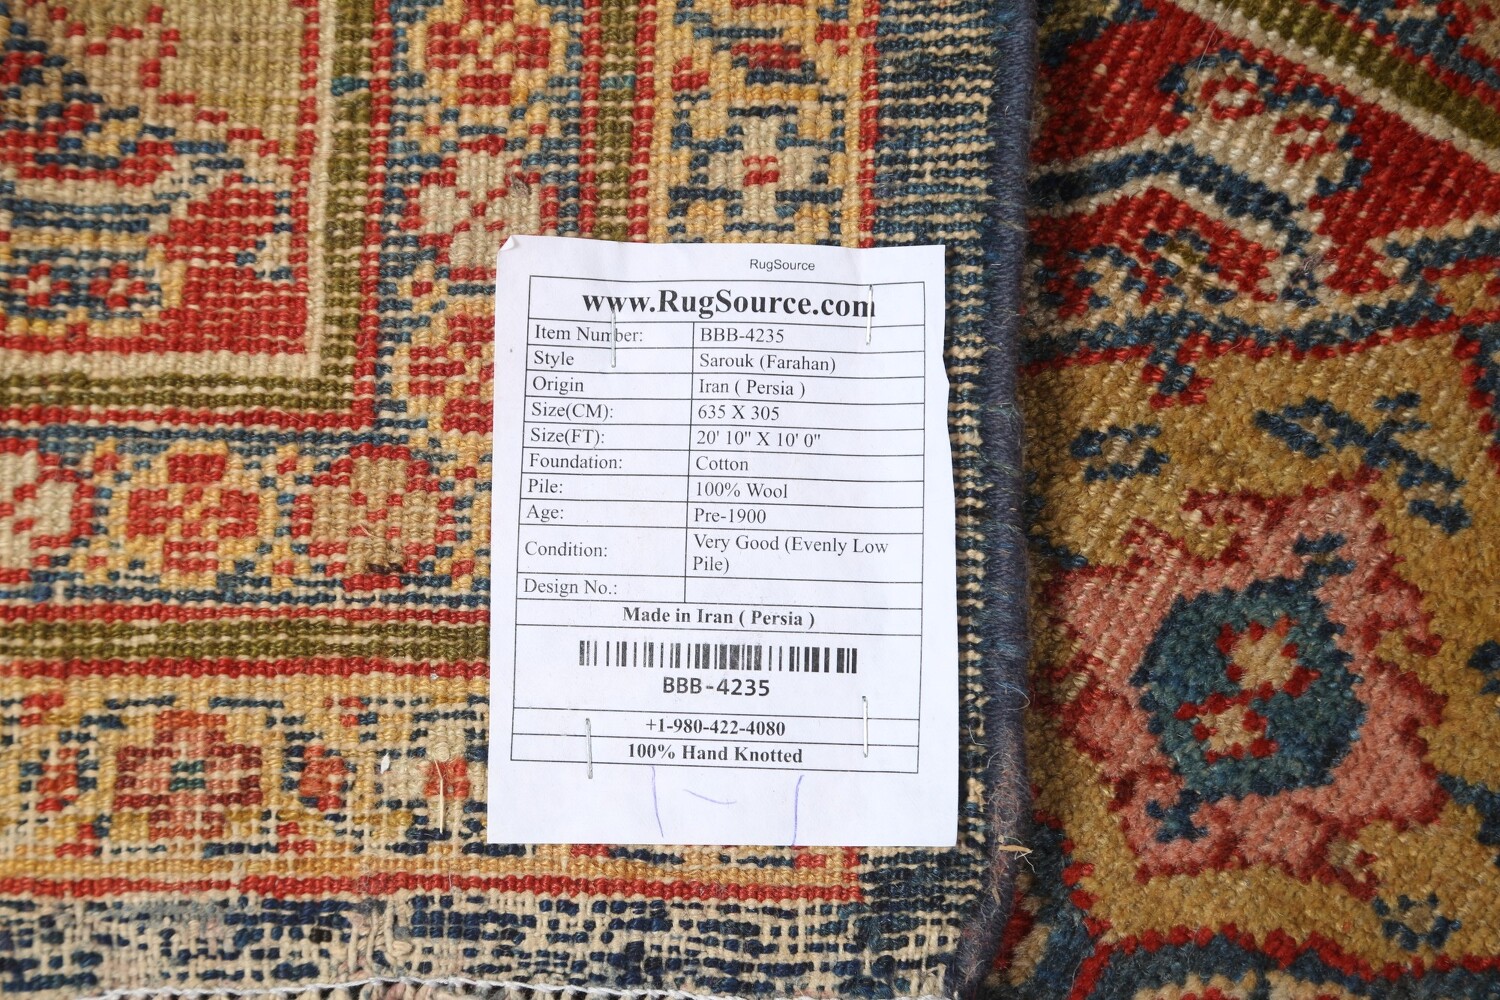 RugSource
www.RugSource.com
Item Number: BBB-4235
Style Sarouk (Farahan)
Origin Iran ( Persia )
Size(CM): 635 X 305
Size(FT): 20' 10" X 10' 0"
Foundation: Cotton
Pile: 100% Wool
Age: Pre-1900
Condition: Very Good (Evenly Low
Pile)
Design No.:
Made in Iran ( Persia )
BBB-4235
+1-980-422-4080
100% Hand Knotted